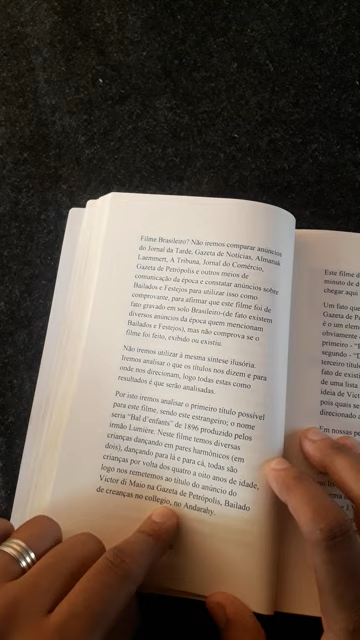 Filme Brasileiro? Não iremos comparar anúncios
do Jornal da Tarde, Gazeta de Notícias, Almanak
Laemmert, A Tribuna, Jornal do Comércio,
Gazeta de Petrópolis e outros meios de
comunicação da época e constatar anúncios sobre
Bailados e Festejos para utilizar isso como
comprovante, para afirmar que este filme foi de
fato gravado em solo Brasileiro-(de fato existem
diversos anúncios da época quem mencionam
Bailados e Festejos), mas não comprova se o
filme foi feito, exibido ou existiu.
Não iremos utilizar à mesma síntese ilusória.
Iremos analisar o que os títulos nos dizem e para
onde nos direcionam, logo todas estas como
resultados é que serão analisadas.
Por isto iremos analisar o primeiro título possível
para este filme, sendo este estrangeiro; o nome
seria “Bal d’enfants” de 1896 produzido pelos
irmão Lumière. Neste filme temos diversas
crianças dançando em pares harmônicos (em
dois), dançando para lá e para cá, todas são
crianças por volta dos quatro a oito anos de idade,
logo nos remetemos ao título do anúncio do
Victor di Maio na Gazeta de Petrópolis, Bailado
de creanças no collegio, no Andarahy.
Este filme d
minuto de d
chegar aqui
Um fato que
Gazeta de P
é o um elem
obviamente
primeiro - "
segundo - "D
terceiro títul
fato de exist
de uma lista
ideia de Vict
pois quais se
direcionado a
Em nossas pe